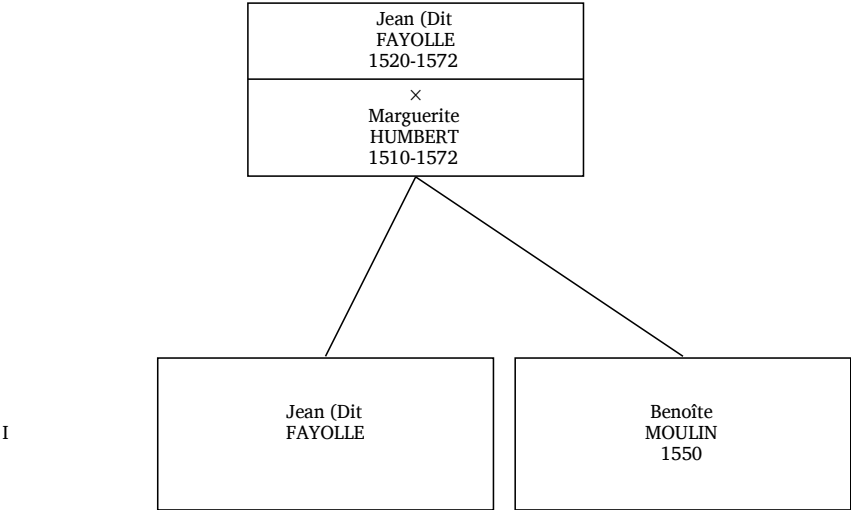 Jean (Dit
FAYOLLE
1520-1572
×
Marguerite
HUMBERT
1510-1572
I
Jean (Dit
FAYOLLE
Benoîte
MOULIN
1550